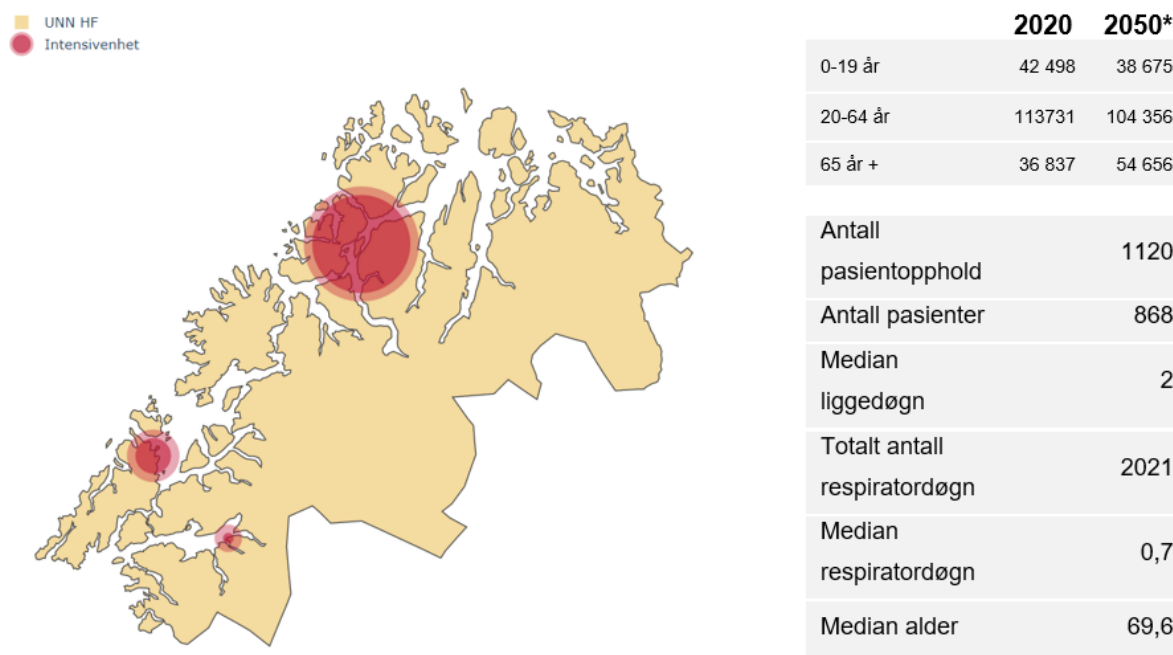 UNN HF
Intensivenhet
2020 2050*
0-19 år 42 498 38 675
20-64 år 113731 104 356
65 år + 36 837 54 656
Antall
pasientopphold 1120
Antall pasienter 868
Median
liggedøgn 2
Totalt antall
respiratordøgn 2021
Median
respiratordøgn 0,7
Median alder 69,6